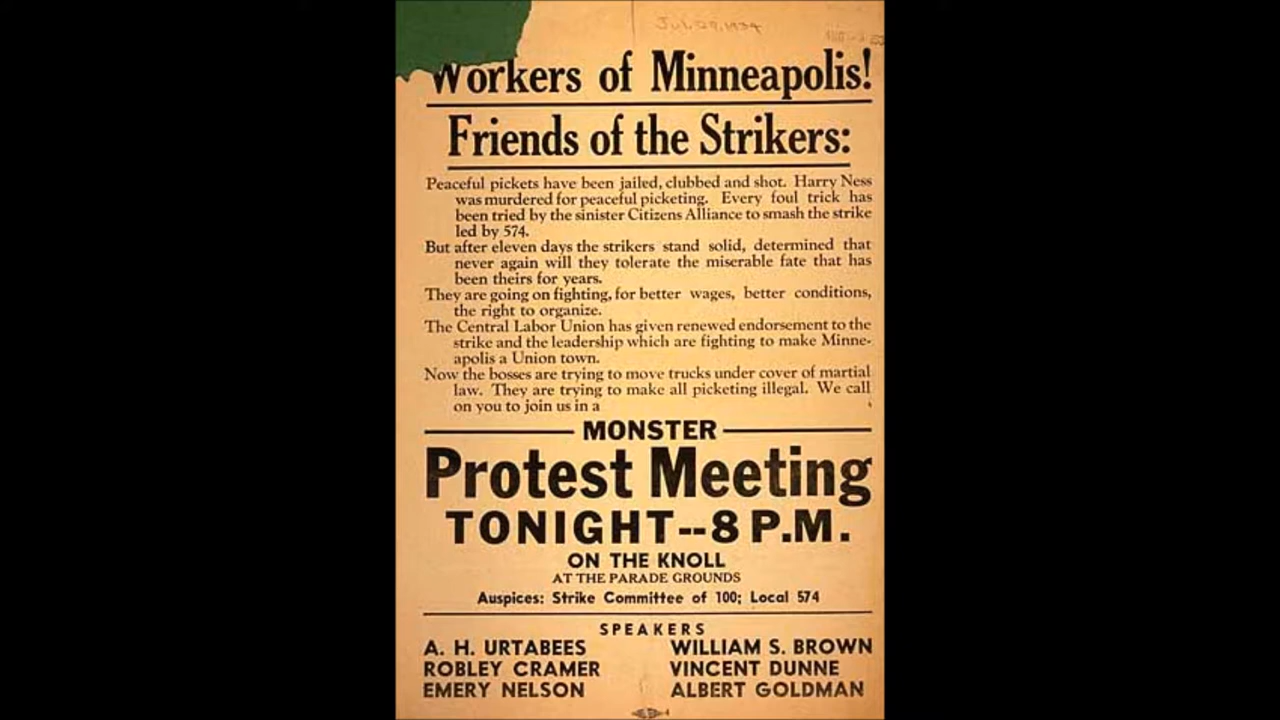 Jul. 29, 1934
Workers of Minneapolis!
Friends of the Strikers:
Peaceful pickets have been jailed, clubbed and shot. Harry Ness
was murdered for peaceful picketing. Every foul trick has
been tried by the sinister Citizens Alliance to smash the strike
led by 574.
But after eleven days the strikers stand solid, determined that
never again will they tolerate the miserable fate that has
been theirs for years.
They are going on fighting, for better wages, better conditions,
the right to organize.
The Central Labor Union has given renewed endorsement to the
strike and the leadership which are fighting to make Minne-
apolis a Union town.
Now the bosses are trying to move trucks under cover of martial
law. They are trying to make all picketing illegal. We call
on you to join us in a
MONSTER
Protest Meeting
TONIGHT--8 P.M.
ON THE KNOLL
AT THE PARADE GROUNDS
Auspices: Strike Committee of 100; Local 574
SPEAKERS
A. H. URTABEES WILLIAM S. BROWN
ROBLEY CRAMER VINCENT DUNNE
EMERY NELSON ALBERT GOLDMAN